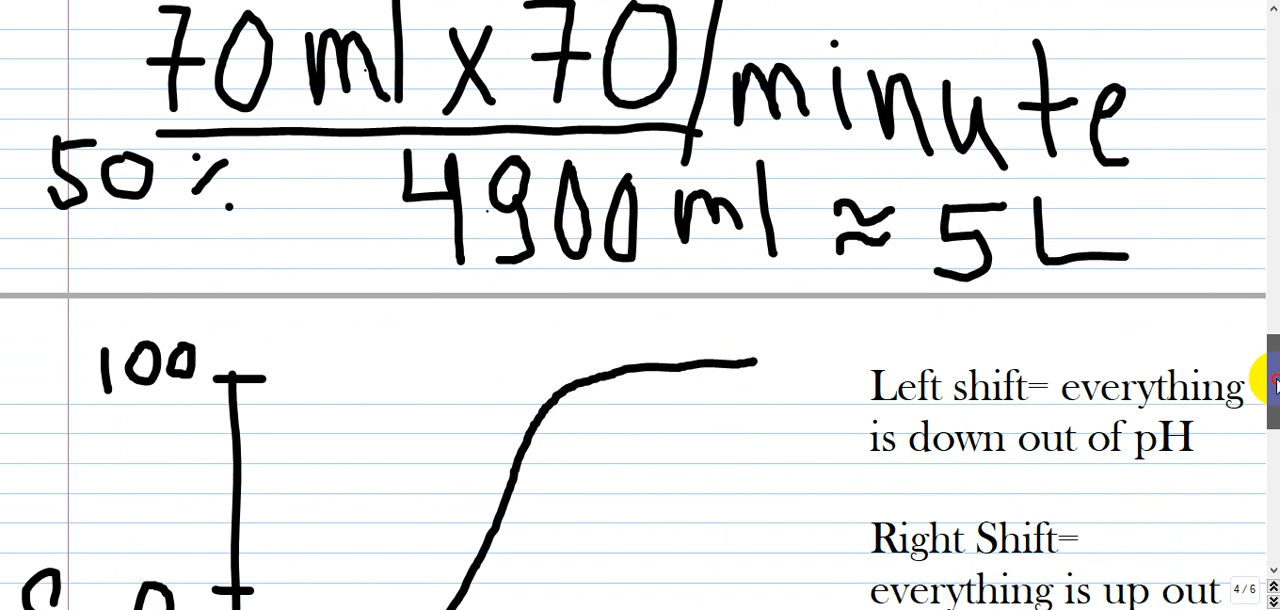 70 ml x 70/minute
50% 4900 ml ≈ 5 L
100
Left shift= everything
is down out of pH
Right Shift=
everything is up out
4 / 6